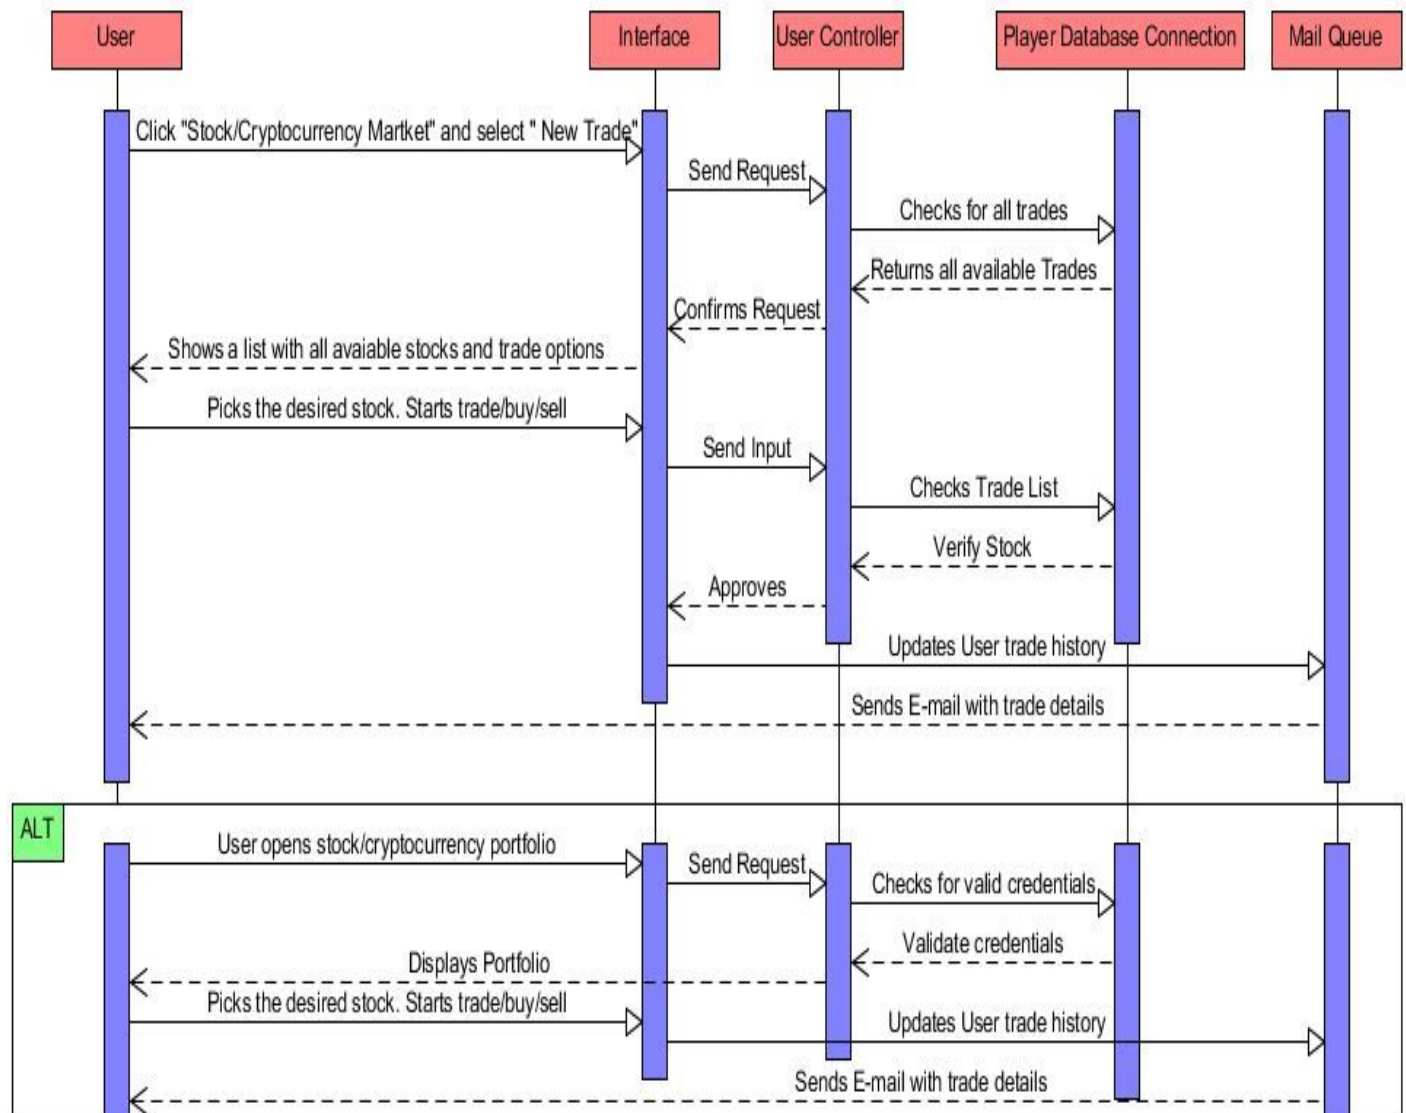 User
Interface
User Controller
Player Database Connection
Mail Queue
Click "Stock/Cryptocurrency Martket" and select " New Trade"
Send Request
Checks for all trades
Returns all available Trades
Confirms Request
Shows a list with all avaiable stocks and trade options
Picks the desired stock. Starts trade/buy/sell
Send Input
Checks Trade List
Verify Stock
Approves
Updates User trade history
Sends E-mail with trade details
ALT
User opens stock/cryptocurrency portfolio
Send Request
Checks for valid credentials
Validate credentials
Displays Portfolio
Picks the desired stock. Starts trade/buy/sell
Updates User trade history
Sends E-mail with trade details